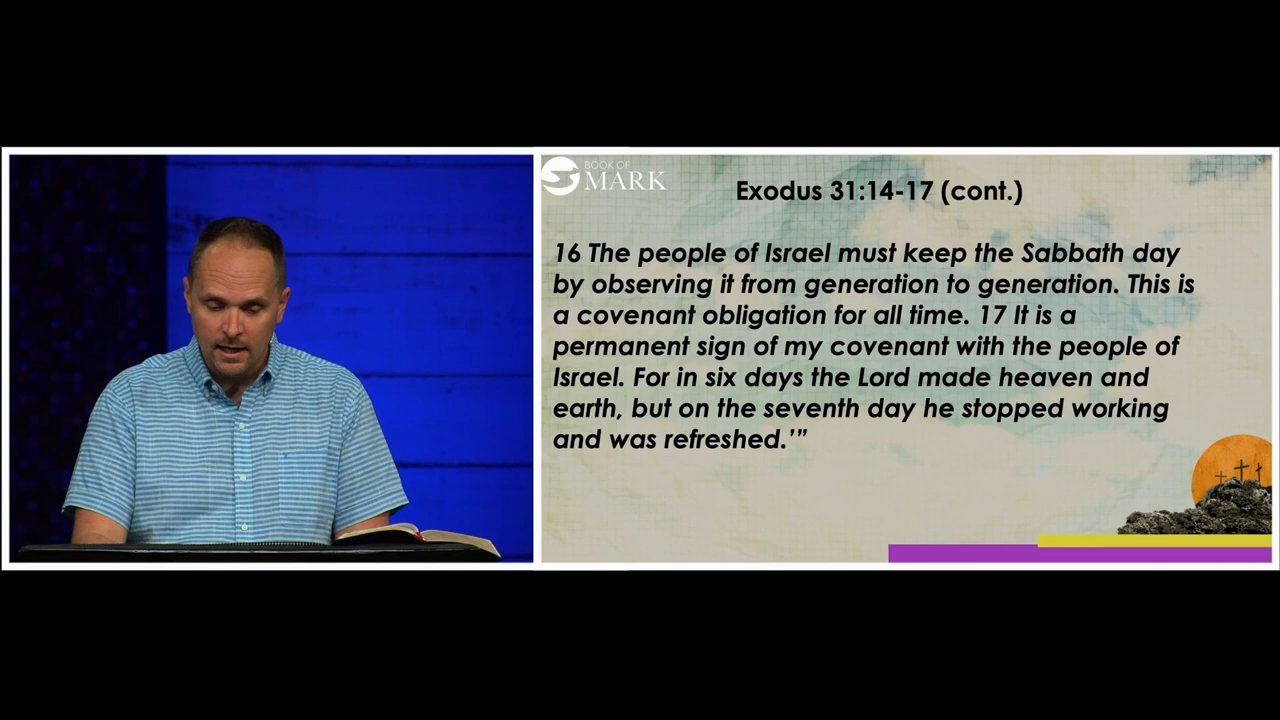 BOOK OF
MARK
Exodus 31:14-17 (cont.)
16 The people of Israel must keep the Sabbath day
by observing it from generation to generation. This is
a covenant obligation for all time. 17 It is a
permanent sign of my covenant with the people of
Israel. For in six days the Lord made heaven and
earth, but on the seventh day he stopped working
and was refreshed.’”